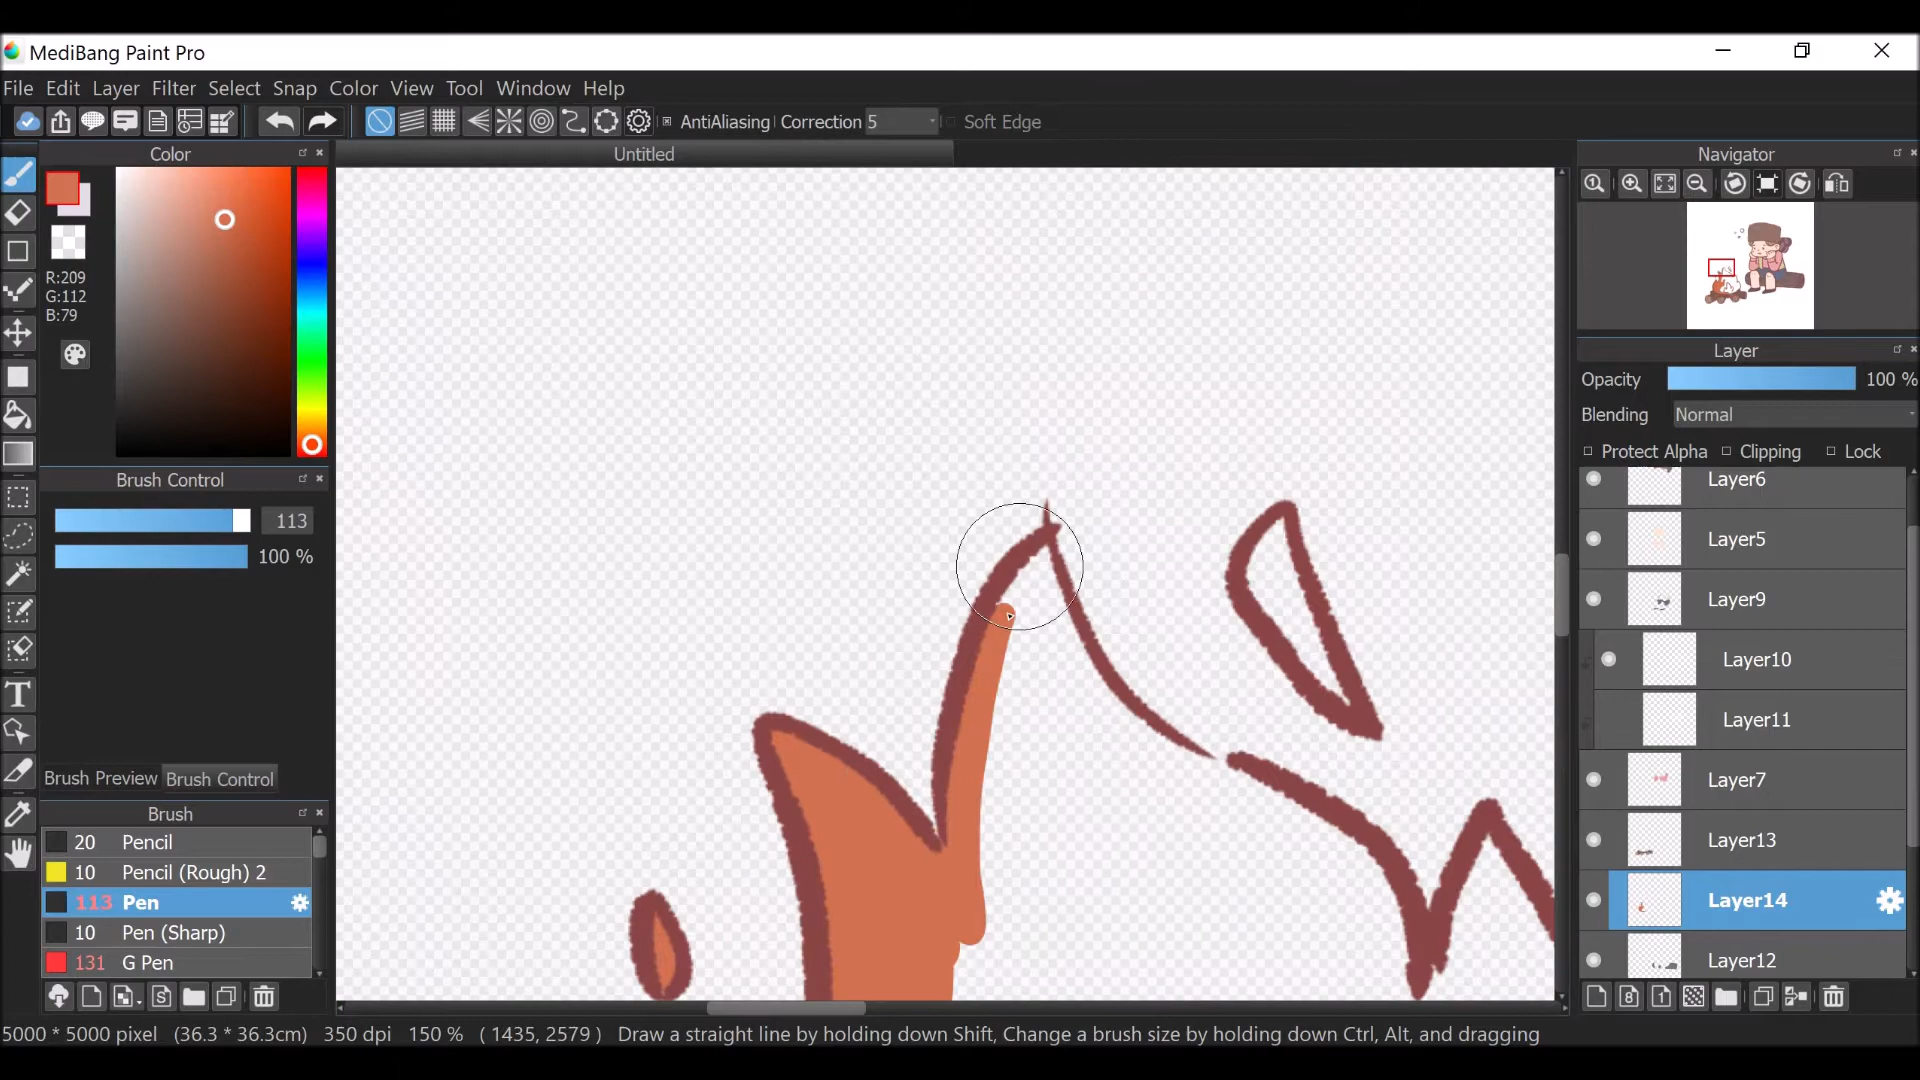 MediBang Paint Pro
File Edit Layer Filter Select Snap Color View Tool Window Help
AntiAliasing Correction 5 Soft Edge
Color
Untitled
Navigator
R:209
G:112
B:79
Layer
Opacity 100 %
Blending Normal
Protect Alpha Clipping Lock
Brush Control
113
100 %
Layer6
Layer5
Layer9
Layer10
Layer11
Layer7
Layer13
Layer14
Layer12
Brush Preview Brush Control
Brush
20 Pencil
10 Pencil (Rough) 2
113 Pen
10 Pen (Sharp)
131 G Pen
5000 * 5000 pixel (36.3 * 36.3cm) 350 dpi 150 % ( 1435, 2579 ) Draw a straight line by holding down Shift, Change a brush size by holding down Ctrl, Alt, and dragging